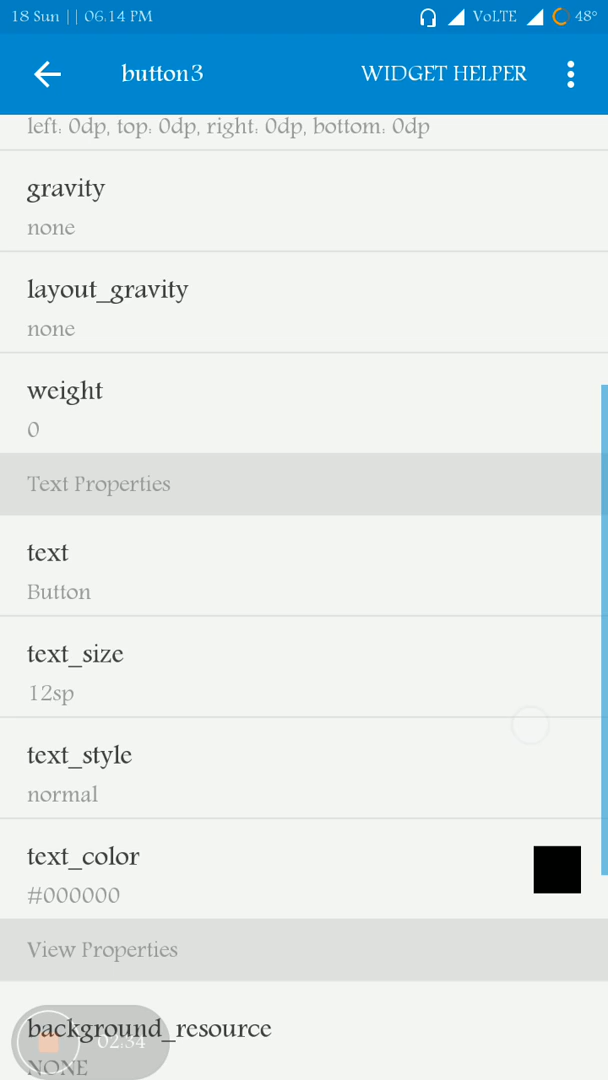 18 Sun || 06.14 PM VoLTE 48°
button3 WIDGET HELPER
left: 0dp, top: 0dp, right: 0dp, bottom: 0dp
gravity
none
layout_gravity
none
weight
0
Text Properties
text
Button
text_size
12sp
text_style
normal
text_color
#000000
View Properties
background_resource
02:34
NONE